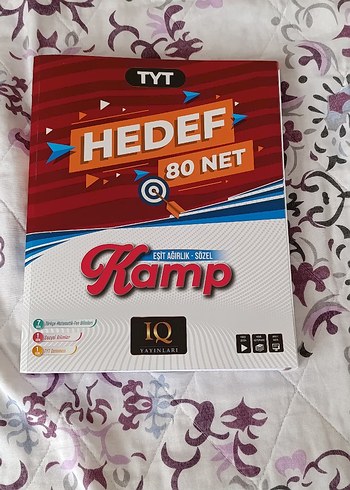 TYT
HEDEF
80 NET
EŞİT AĞIRLIK - SÖZEL
Kamp
IQ
YAYINLARI